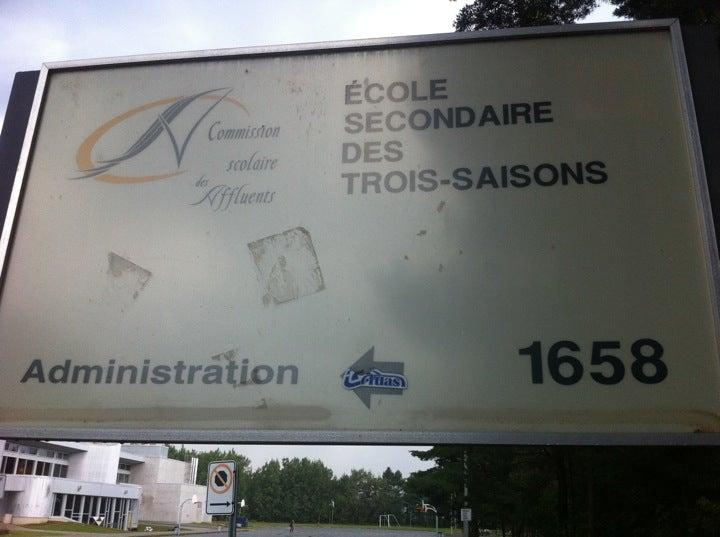 Commission
scolaire
des
Affluents
ÉCOLE
SECONDAIRE
DES
TROIS-SAISONS
Administration
1658